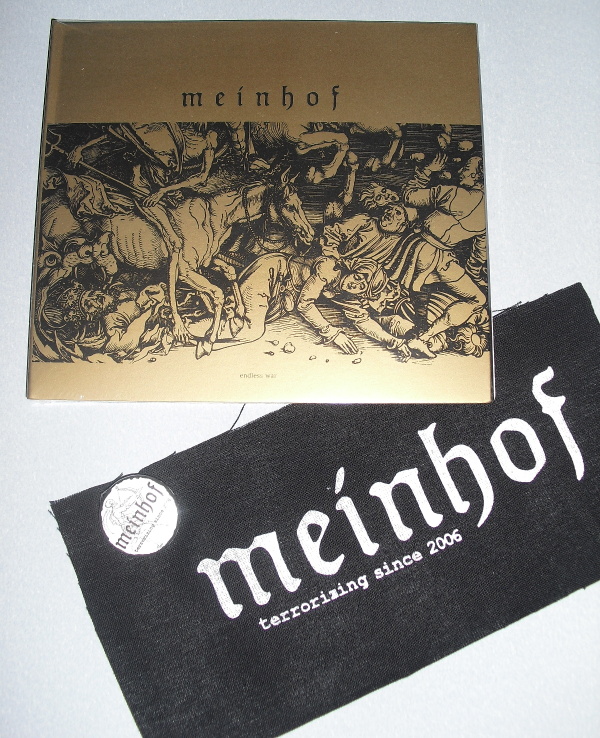 meinhof
endless war
meinhof
terrorizing since 2006
meinhof